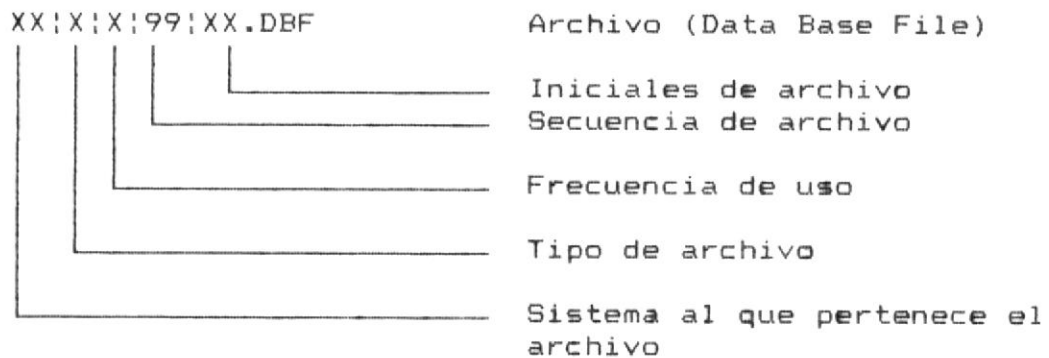 XX¦X¦X¦99¦XX.DBF Archivo (Data Base File)
Iniciales de archivo
Secuencia de archivo
Frecuencia de uso
Tipo de archivo
Sistema al que pertenece el
archivo